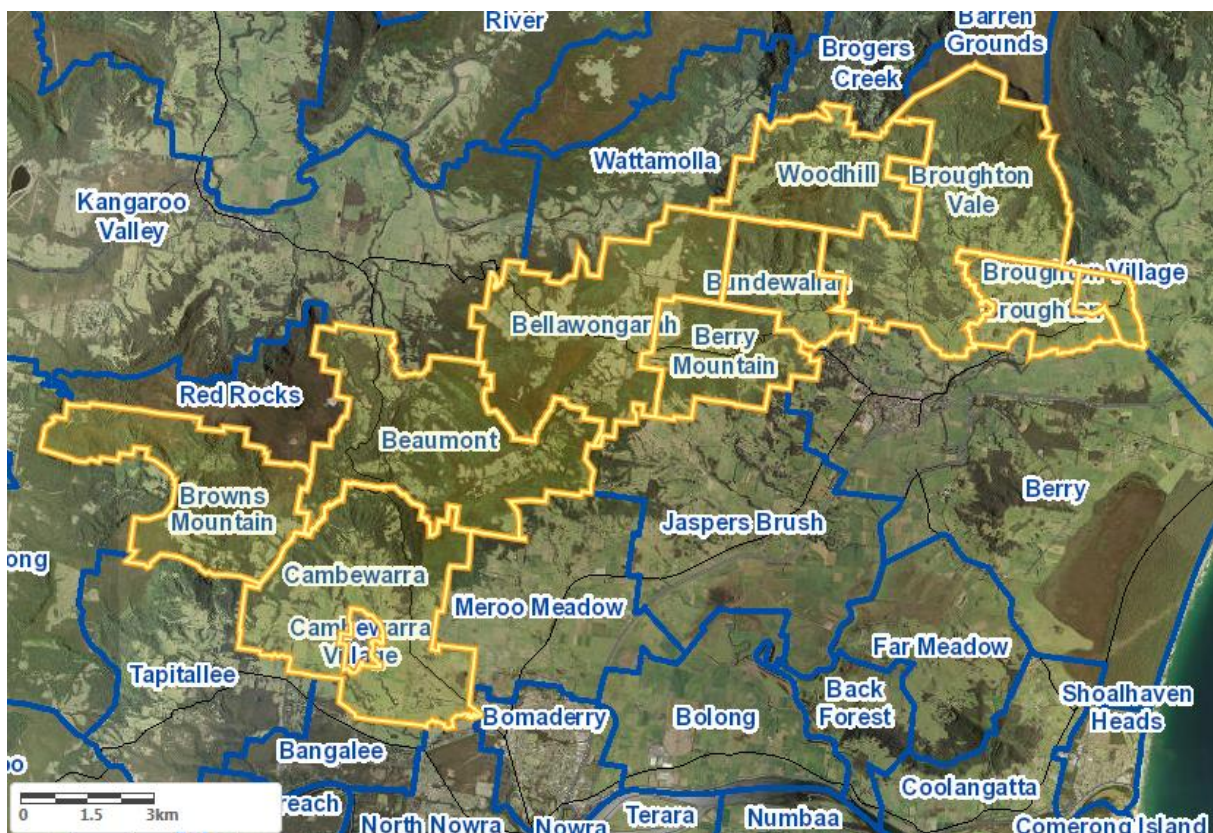 River
Barren
Grounds
Brogers
Creek
Wattamolla
Woodhill
Broughton
Vale
Kangaroo
Valley
Bundewallah
Broughton Village
Broughton
Bellawongarah
Berry
Mountain
Red Rocks
Beaumont
Browns
Mountain
Berry
Jaspers Brush
ong
Cambewarra
Meroo Meadow
Cambewarra
Village
Far Meadow
Tapitallee
Back
Forest
Shoalhaven
Heads
Bomaderry
Bolong
Bangalee
oo
Coolangatta
0 1.5 3km
reach
North Nowra
Nowra
Terara
Numbaa
Comerong Island